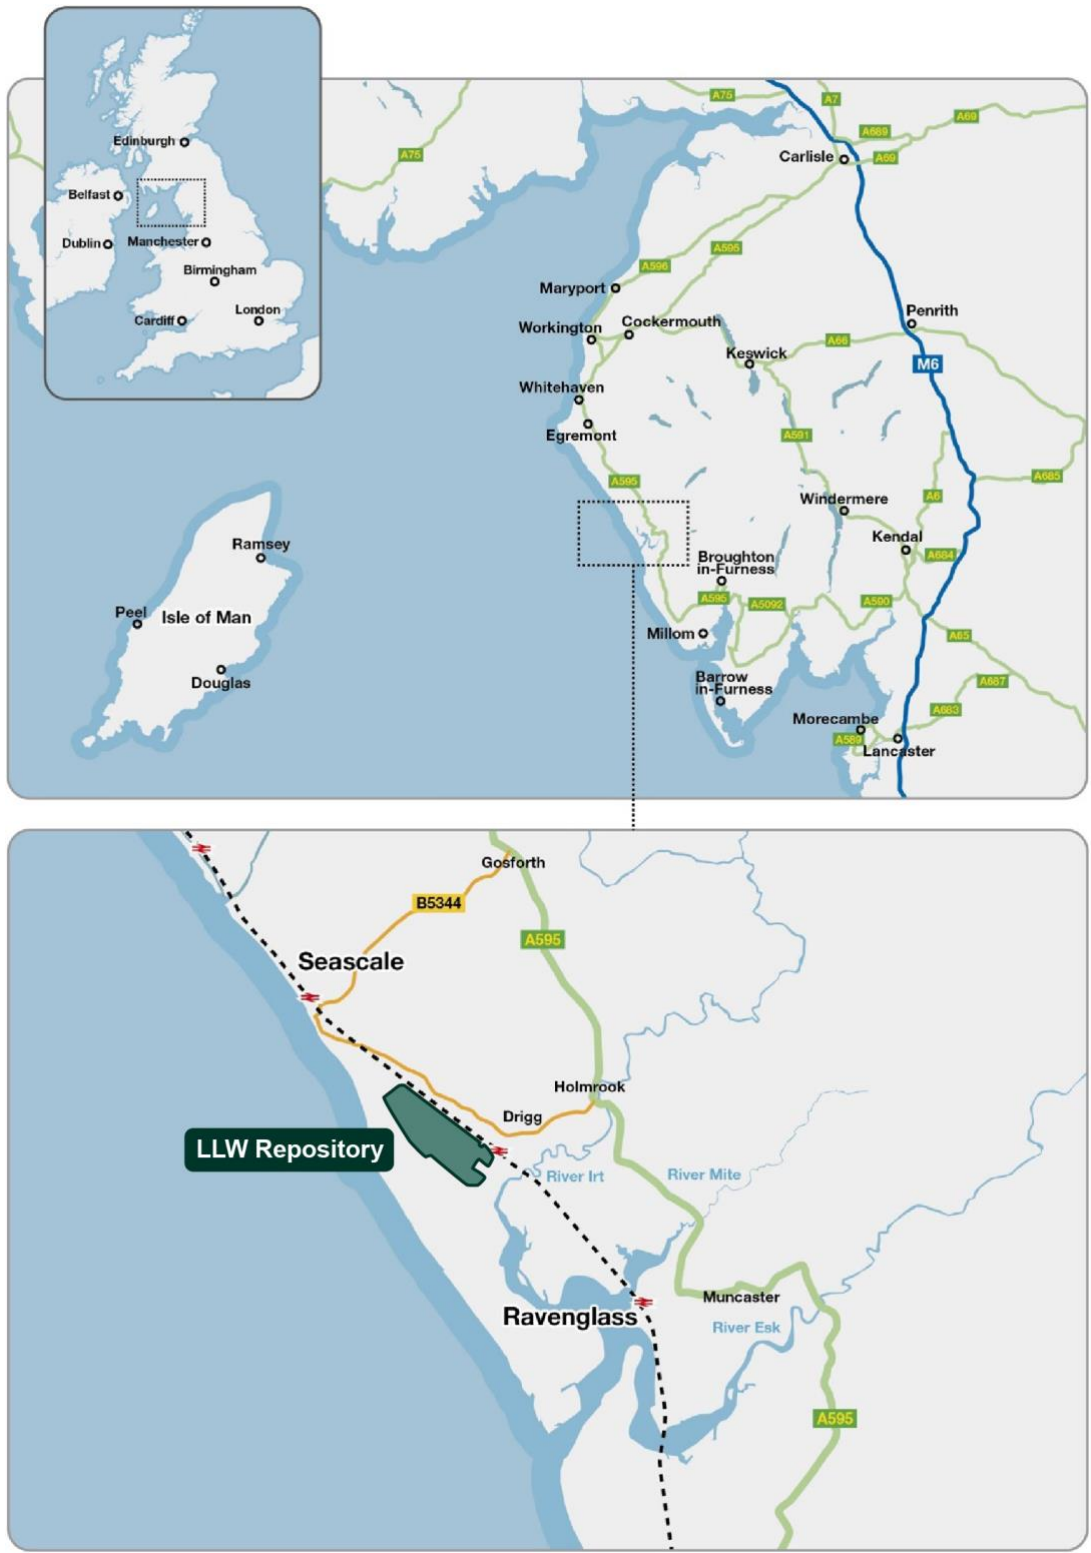 Edinburgh
Belfast
Dublin
Manchester
Birmingham
London
Cardiff
A75
A75
A7
A689
A69
A69
Carlisle
A595
A596
Maryport
Workington
Cockermouth
Penrith
Keswick
A66
M6
Whitehaven
Egremont
A591
A595
A685
Windermere
A6
Kendal
A684
Ramsey
Broughton
in-Furness
A595
A5092
A590
Peel
Isle of Man
Millom
A65
Douglas
Barrow
in-Furness
A687
A683
Morecambe
A589
Lancaster
Gosforth
B5344
A595
Seascale
Holmrook
Drigg
LLW Repository
River Irt
River Mite
Muncaster
Ravenglass
River Esk
A595